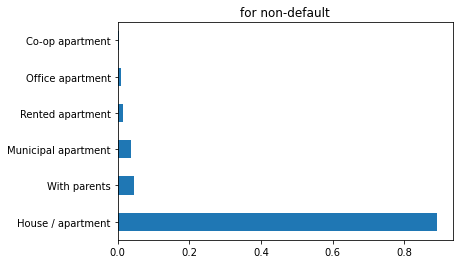 for non-default
Co-op apartment
Office apartment
Rented apartment
Municipal apartment
With parents
House / apartment
0.0 0.2 0.4 0.6 0.8